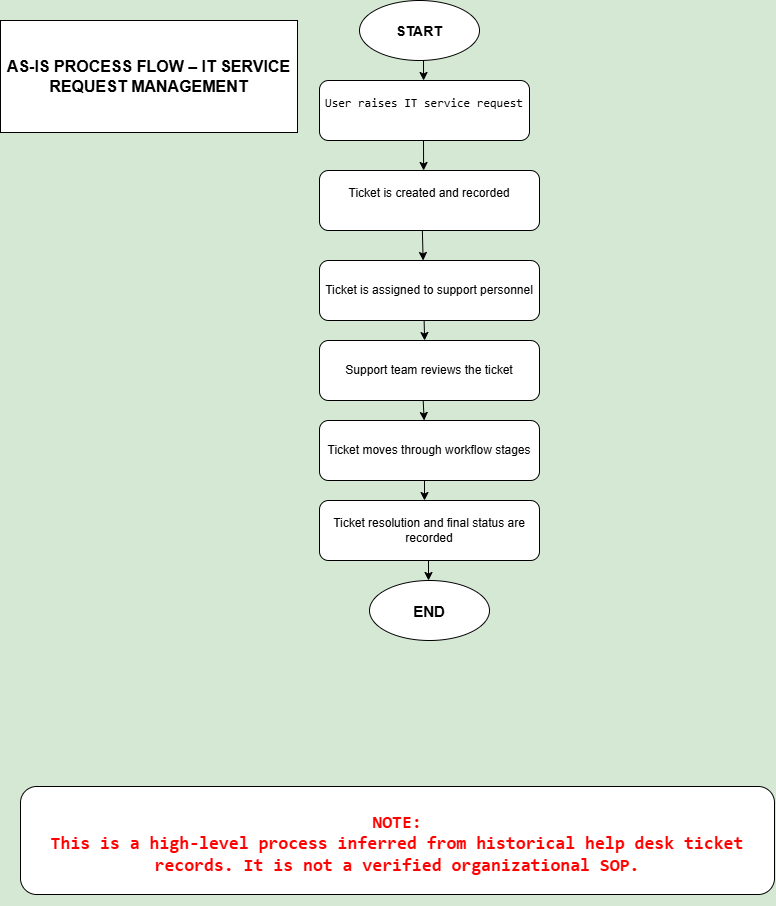 START
AS-IS PROCESS FLOW – IT SERVICE
REQUEST MANAGEMENT
User raises IT service request
Ticket is created and recorded
Ticket is assigned to support personnel
Support team reviews the ticket
Ticket moves through workflow stages
Ticket resolution and final status are
recorded
END
NOTE:
This is a high-level process inferred from historical help desk ticket
records. It is not a verified organizational SOP.